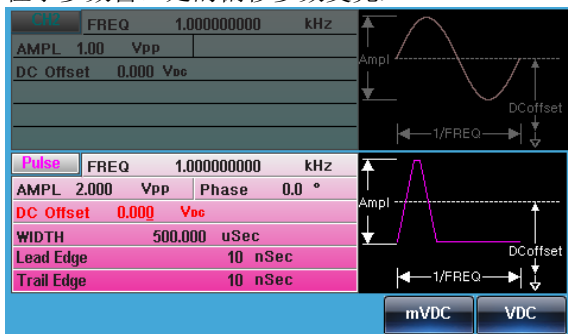 CH2 FREQ 1.000000000 kHz
AMPL 1.00 Vpp
DC Offset 0.000 VDC
Ampl
DCoffset
1/FREQ
Pulse FREQ 1.000000000 kHz
AMPL 2.000 Vpp Phase 0.0 °
DC Offset 0.000 VDC
WIDTH 500.000 uSec
Lead Edge 10 nSec
Trail Edge 10 nSec
Ampl
DCoffset
1/FREQ
mVDC VDC